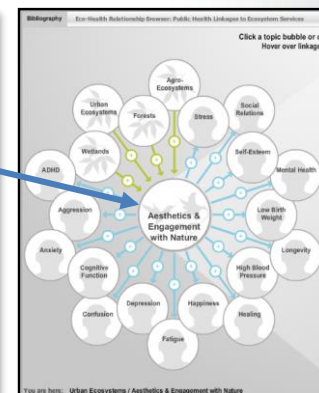 Bibliography Eco-Health Relationship Browser: Public Health Linkages to Ecosystem Services
Click a topic bubble or
Hover over linkage
Agro-
Ecosystems
Urban
Ecosystems
Forests
Stress
Social
Relations
Wetlands
Self-Esteem
ADHD
Mental Health
Aggression
Aesthetics &
Engagement
with Nature
Low Birth
Weight
Anxiety
Longevity
Cognitive
Function
High Blood
Pressure
Confusion
Depression
Happiness
Healing
Fatigue
You are here: Urban Ecosystems / Aesthetics & Engagement with Nature